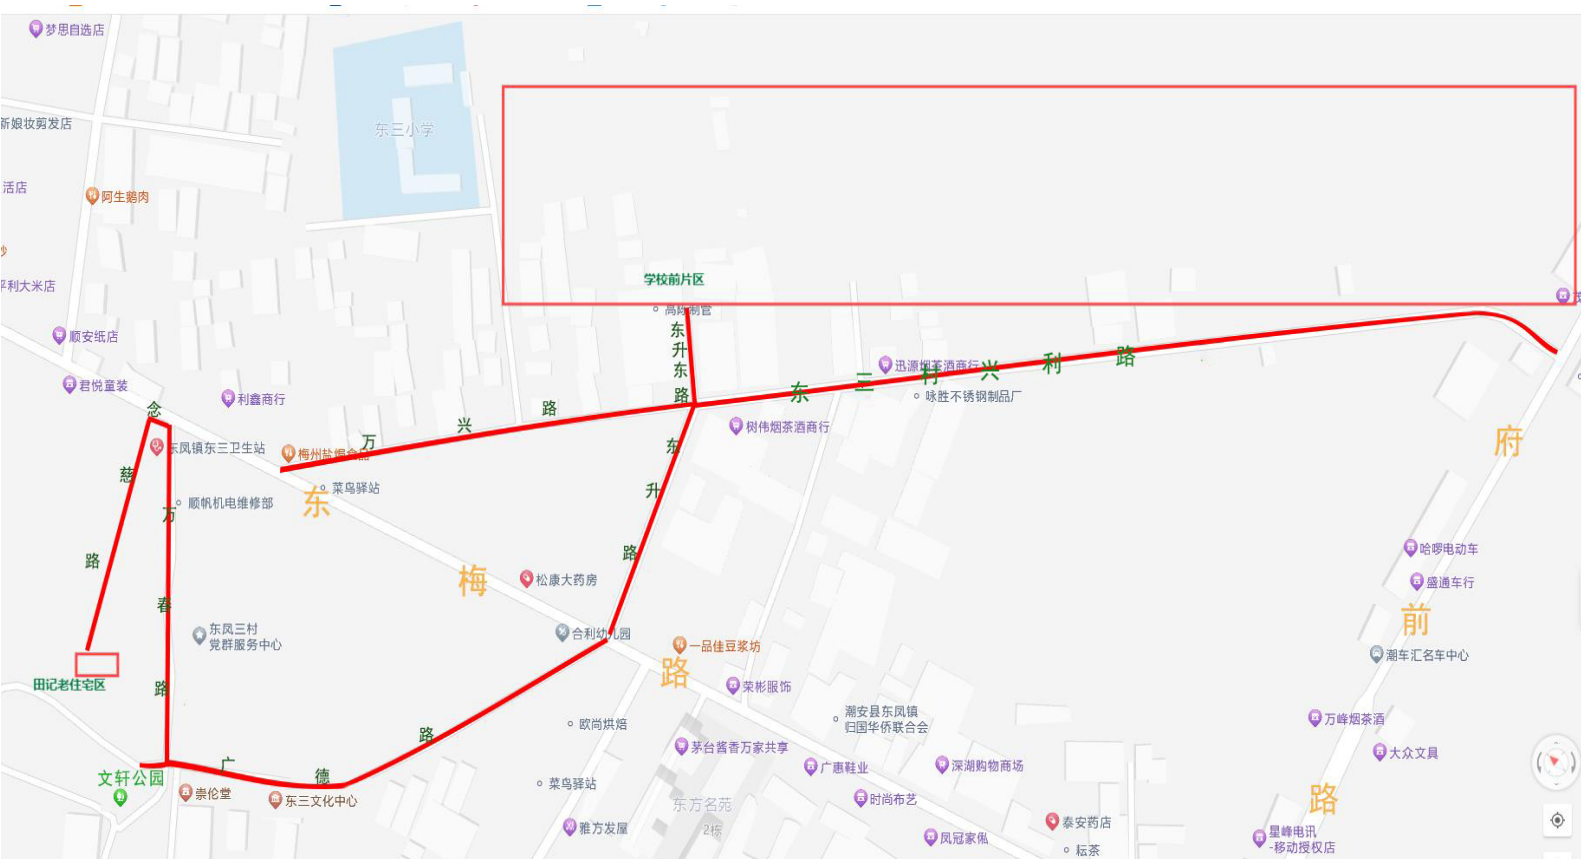 梦思自选店
新娘妆剪发店
东三小学
活店
阿生鹅肉
平利大米店
学校前片区
高陈制管
顺安纸店
东升东路
君悦童装
利鑫商行
迅源烟茶酒商行
东三村兴利路
咏胜不锈钢制品厂
念慈路
万兴路
树伟烟茶酒商行
东凤镇东三卫生站
梅州盐焗食品
菜鸟驿站
顺帆机电维修部
万春路
东升路
东梅路
府前路
松康大药房
哈啰电动车
盛通车行
东凤三村
党群服务中心
合利幼儿园
一品佳豆浆坊
潮车汇名车中心
田记老住宅区
荣彬服饰
潮安县东凤镇
归国华侨联合会
欧尚烘焙
万峰烟茶酒
广德路
茅台酱香万家共享
大众文具
文轩公园
广惠鞋业
深湖购物商场
菜鸟驿站
崇伦堂
东三文化中心
时尚布艺
东方名苑
2栋
雅方发屋
泰安药店
凤冠家俬
星峰电讯
-移动授权店
耘茶